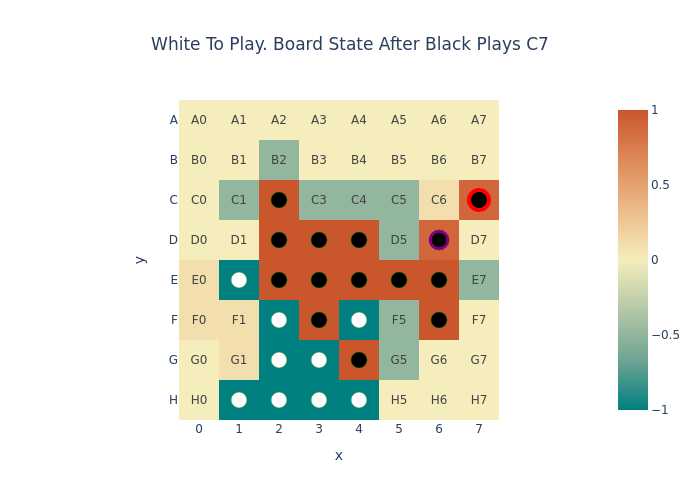 White To Play. Board State After Black Plays C7
A A0 A1 A2 A3 A4 A5 A6 A7
B B0 B1 B2 B3 B4 B5 B6 B7
C C0 C1 C3 C4 C5 C6
D D0 D1 D5 D7
E E0 E7
F F0 F1 F5 F7
G G0 G1 G5 G6 G7
H H0 H5 H6 H7
0 1 2 3 4 5 6 7
x
y
1
0.5
0
−0.5
−1